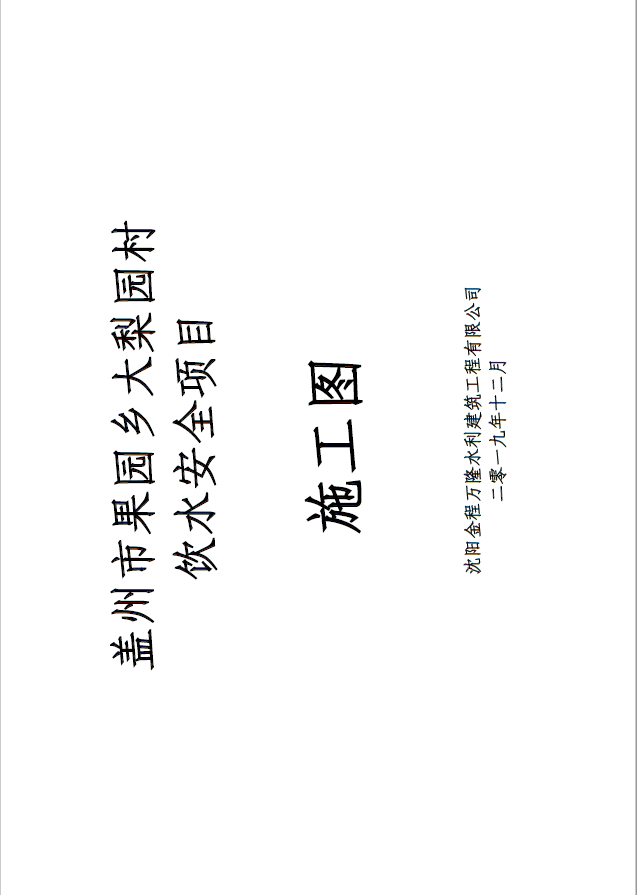 盖州市果园乡大梨园村
饮水安全项目
施工图
沈阳金程万隆水利建筑工程有限公司
二零一九年十二月